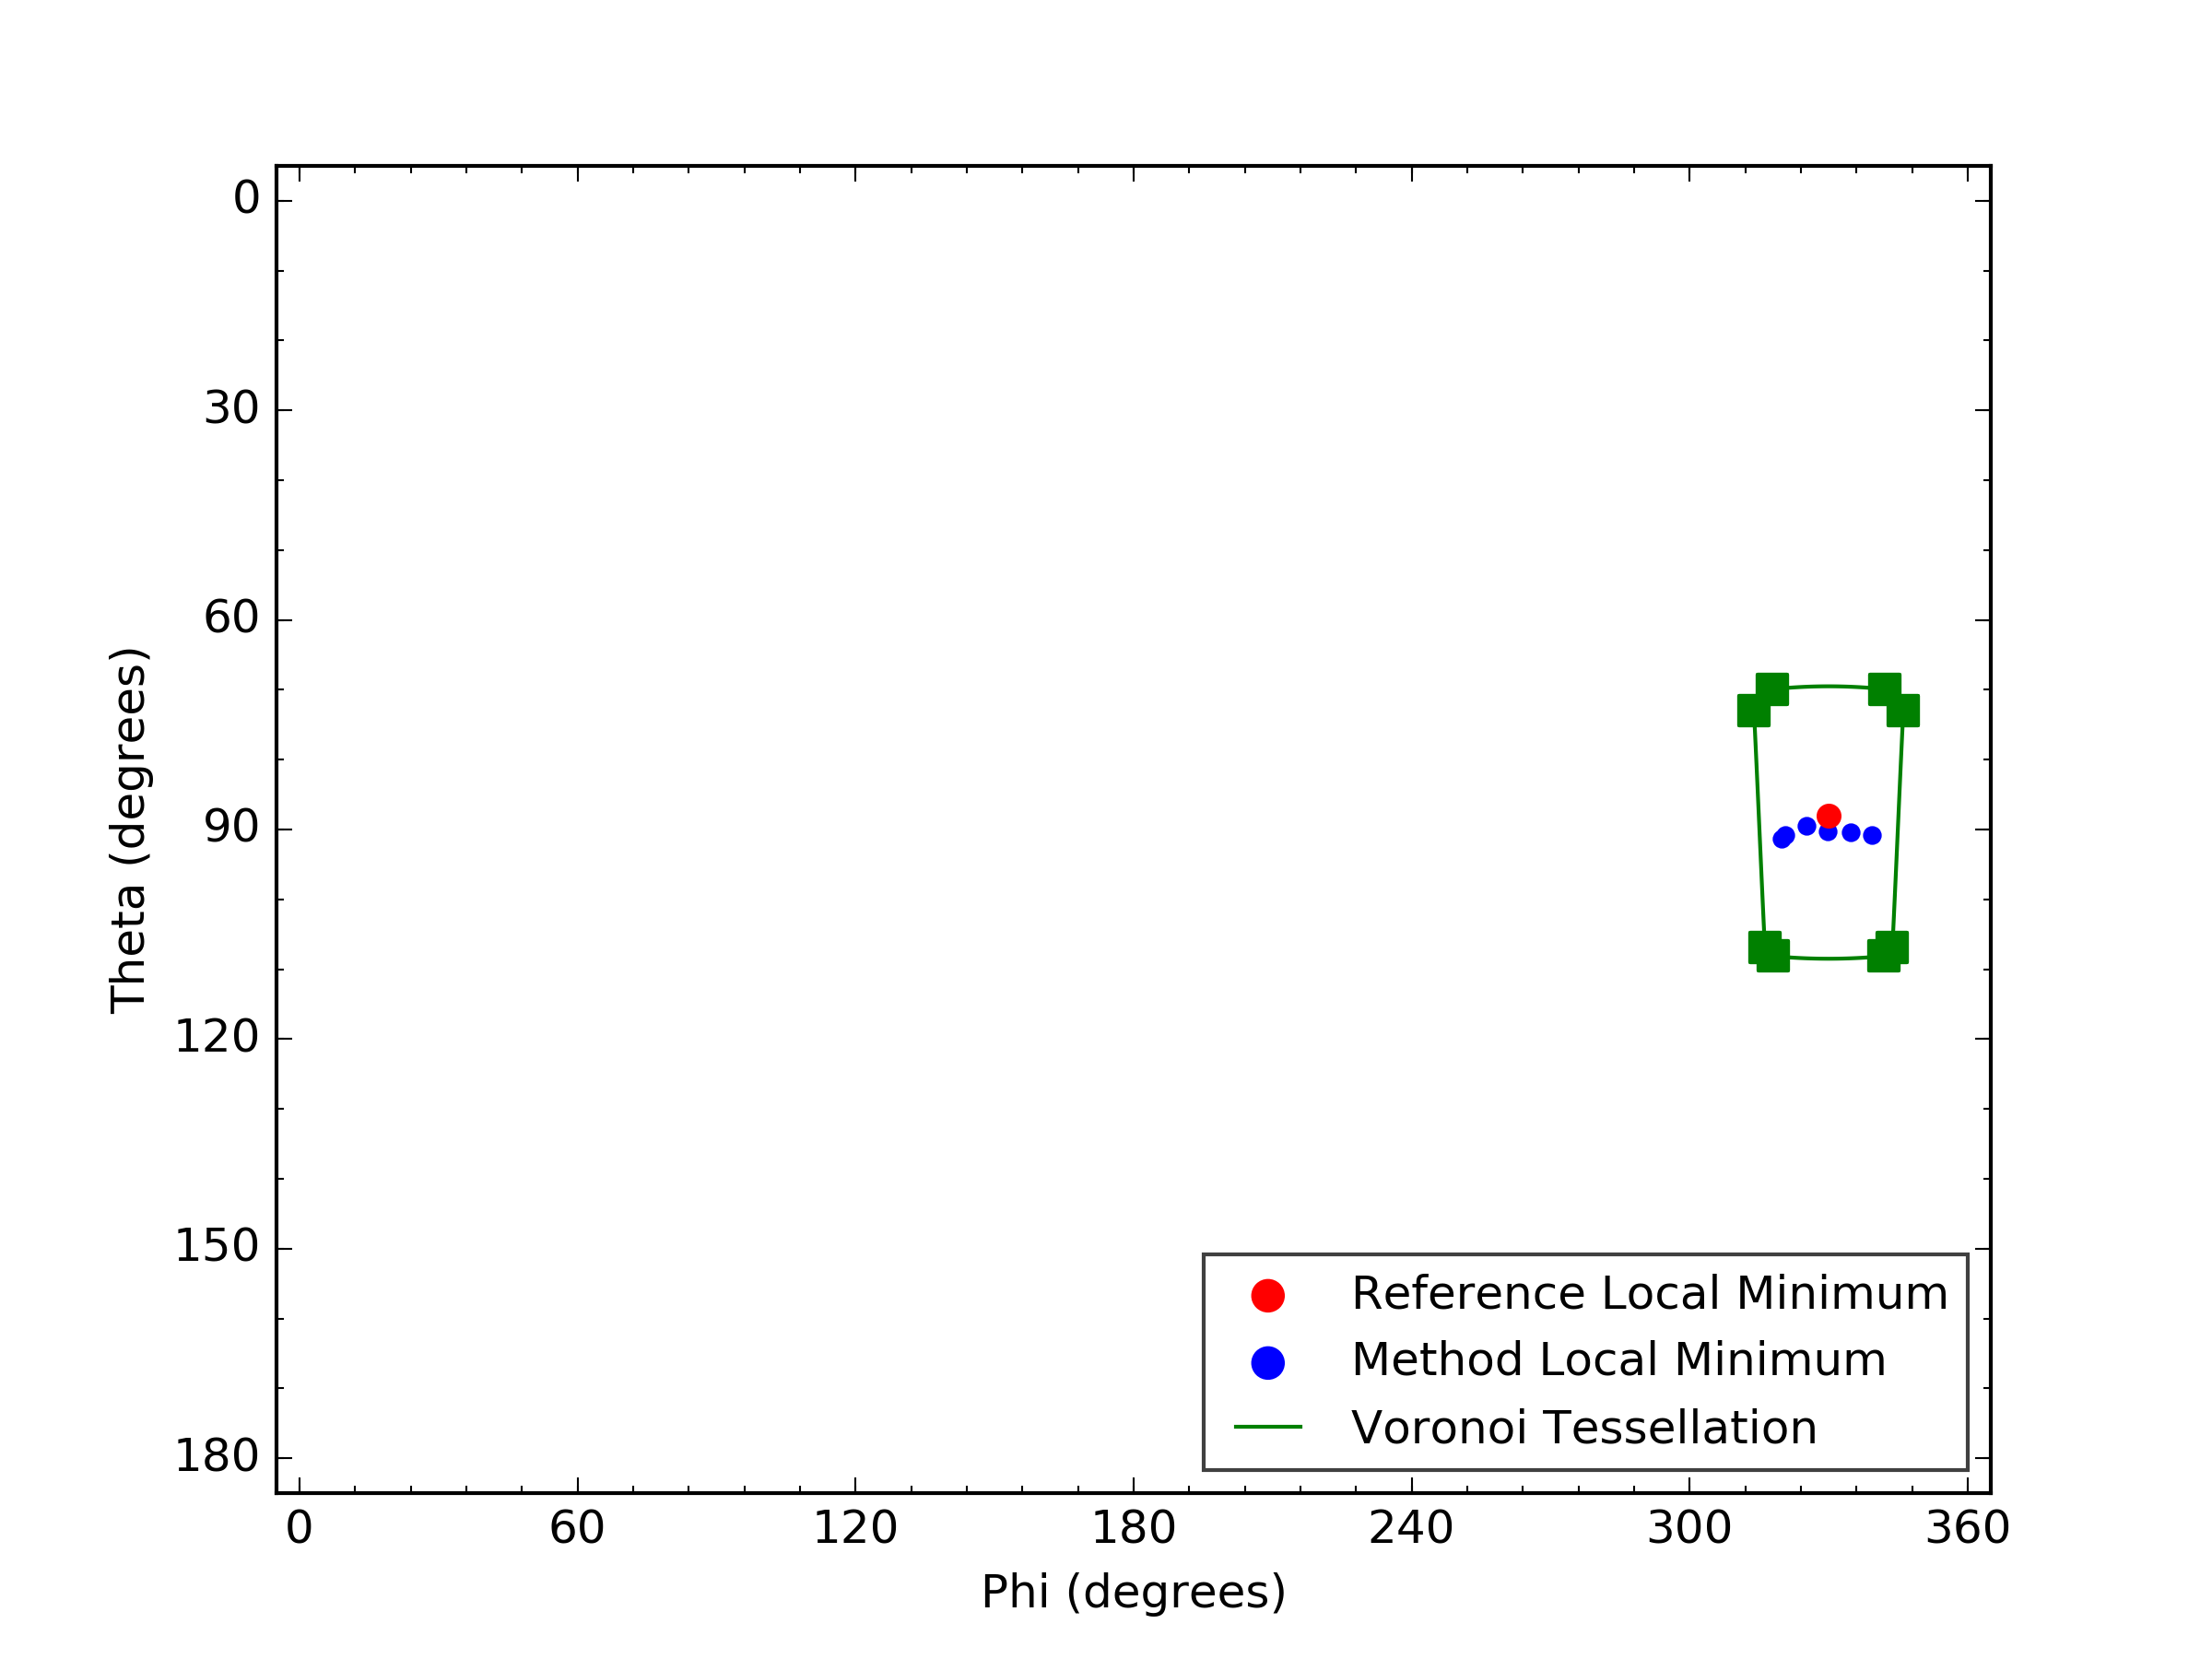 0
30
60
90
120
150
180
Theta (degrees)
Reference Local Minimum
Method Local Minimum
Voronoi Tessellation
0 60 120 180 240 300 360
Phi (degrees)